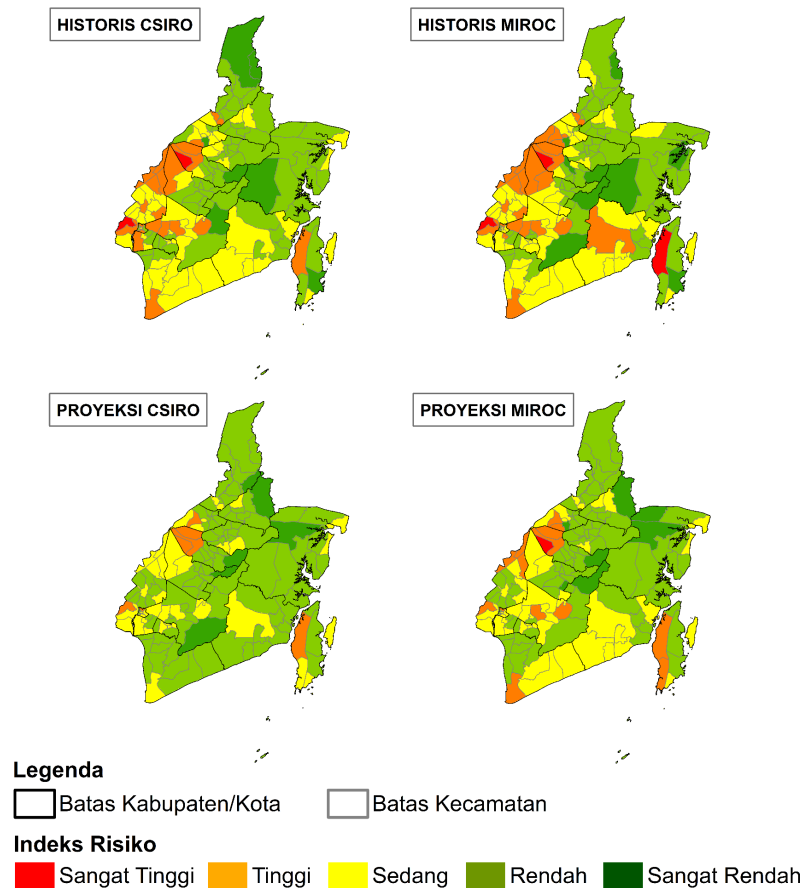 HISTORIS CSIRO
HISTORIS MIROC
PROYEKSI CSIRO
PROYEKSI MIROC
Legenda
Batas Kabupaten/Kota
Batas Kecamatan
Indeks Risiko
Sangat Tinggi
Tinggi
Sedang
Rendah
Sangat Rendah